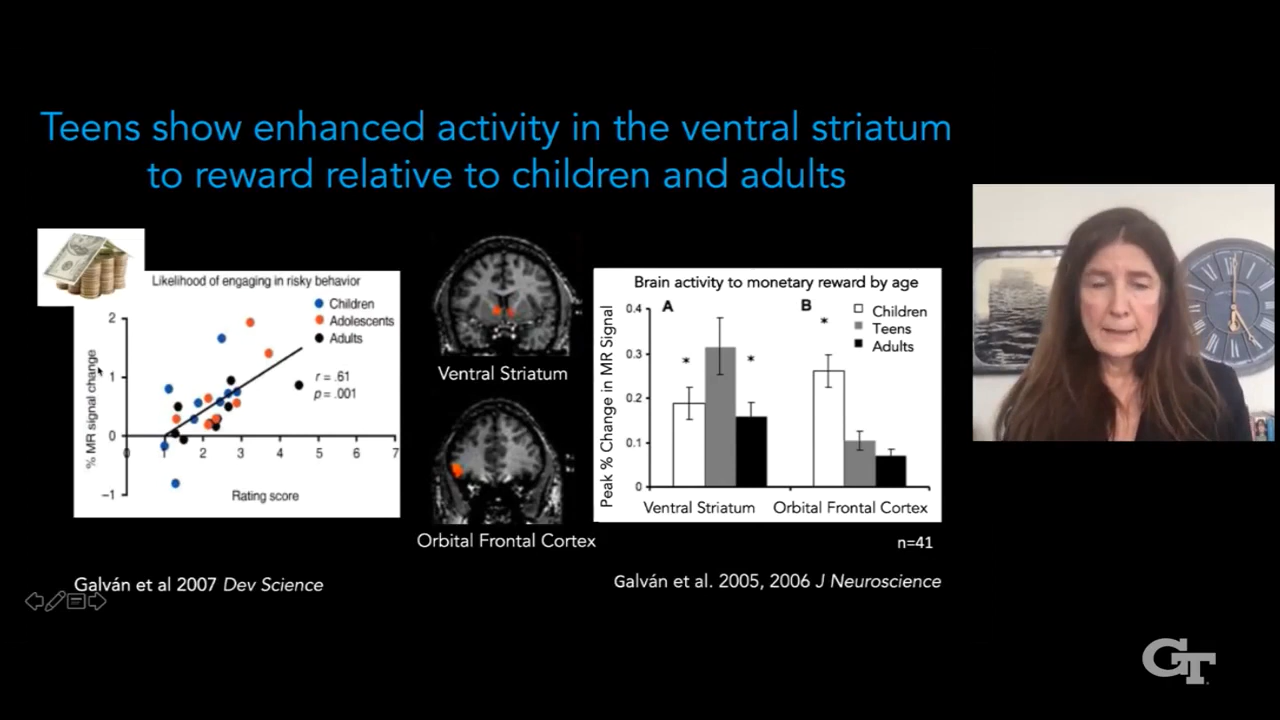 Teens show enhanced activity in the ventral striatum
to reward relative to children and adults
Likelihood of engaging in risky behavior
Children
Adolescents
Adults
r = .61
p = .001
% MR signal change
2
1
0
−1
0
1
2
3
4
5
6
7
Rating score
Galván et al 2007 Dev Science
Ventral Striatum
Orbital Frontal Cortex
Brain activity to monetary reward by age
Peak % Change in MR Signal
0.4
0.3
0.2
0.1
0
A
B
*
*
*
Children
Teens
Adults
Ventral Striatum
Orbital Frontal Cortex
n=41
Galván et al. 2005, 2006 J Neuroscience
GT